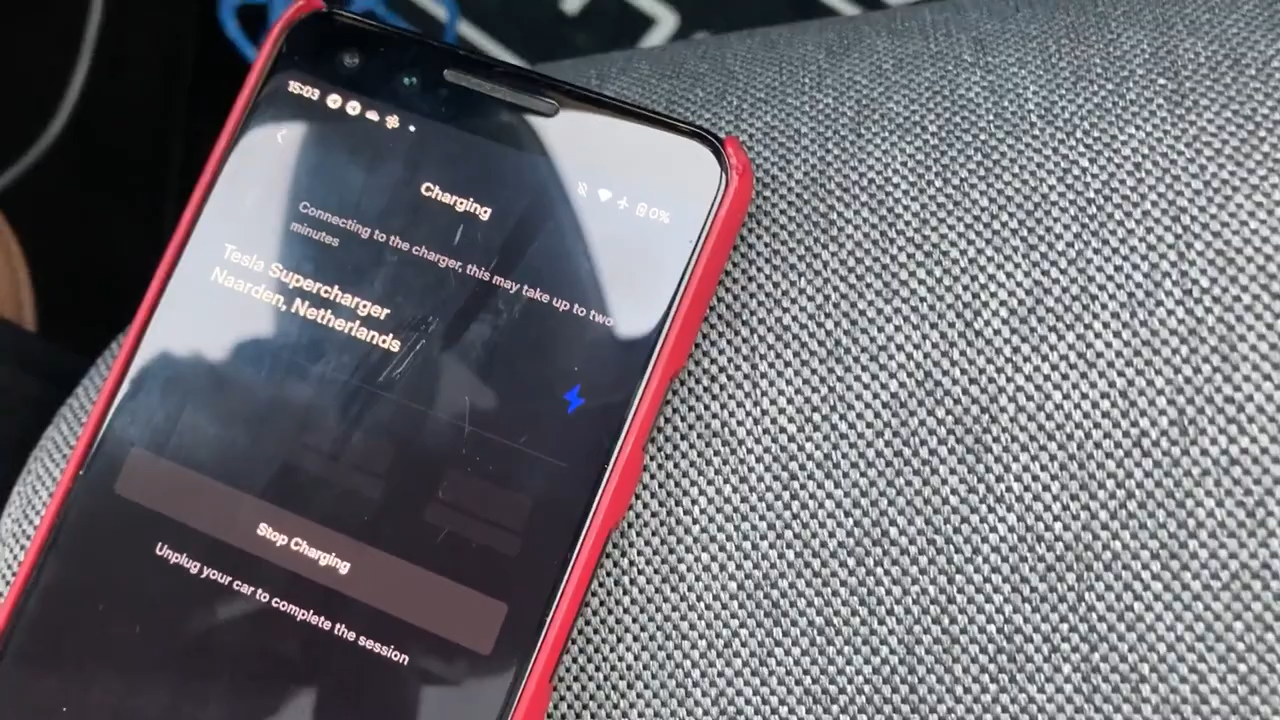 15:03
0%
Charging
Connecting to the charger, this may take up to two
minutes
Tesla Supercharger
Naarden, Netherlands
Stop Charging
Unplug your car to complete the session